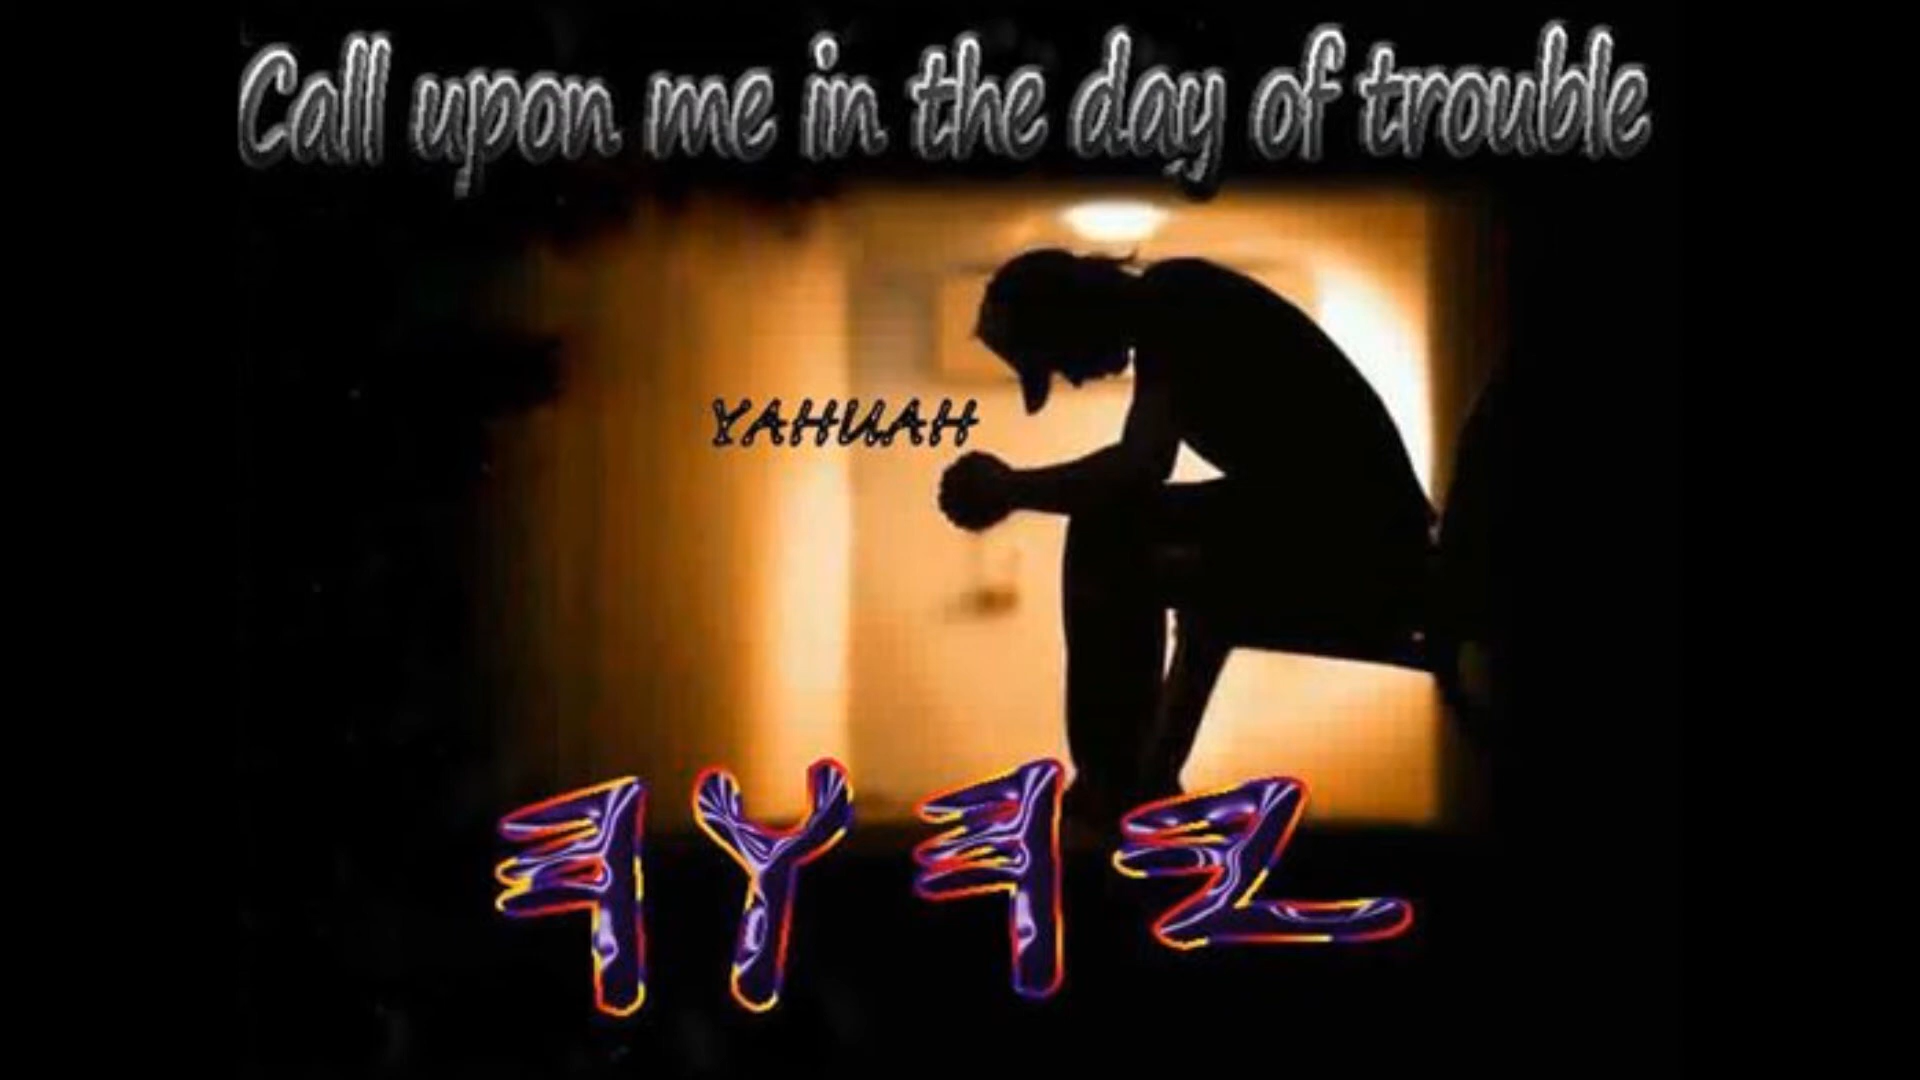 Call upon me in the day of trouble
YAHUAH
𐤉𐤄𐤅𐤄